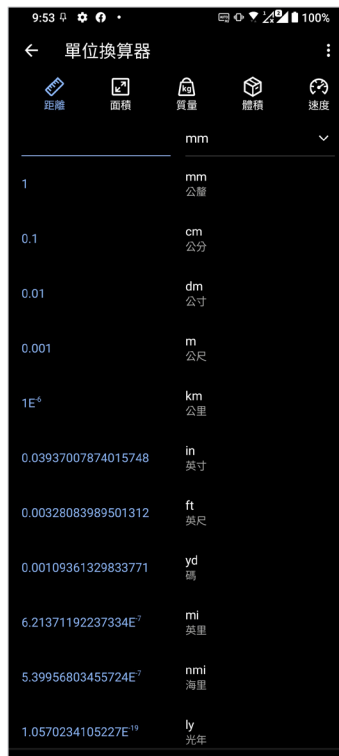 9:53
100%
單位換算器
距離 面積 質量 體積 速度
kg
mm
1 mm
公釐
0.1 cm
公分
0.01 dm
公寸
0.001 m
公尺
1E⁻⁶ km
公里
0.03937007874015748 in
英寸
0.00328083989501312 ft
英尺
0.00109361329833771 yd
碼
6.21371192237334E⁻⁷ mi
英里
5.39956803455724E⁻⁷ nmi
海里
1.0570234105227E⁻¹⁹ ly
光年